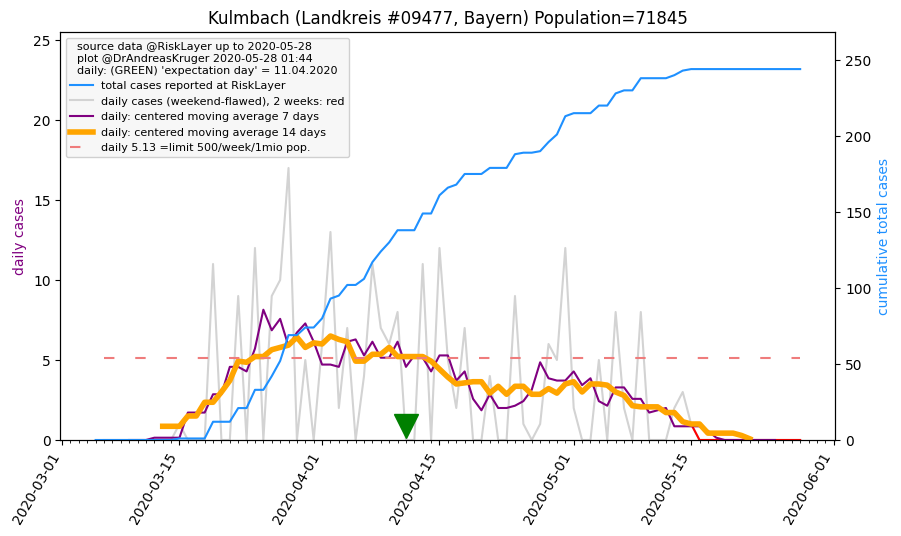 Kulmbach (Landkreis #09477, Bayern) Population=71845
source data @RiskLayer up to 2020-05-28
plot @DrAndreasKruger 2020-05-28 01:44
daily: (GREEN) 'expectation day' = 11.04.2020
total cases reported at RiskLayer
daily cases (weekend-flawed), 2 weeks: red
daily: centered moving average 7 days
daily: centered moving average 14 days
daily 5.13 =limit 500/week/1mio pop.
daily cases
25
20
15
10
5
0
cumulative total cases
250
200
150
100
50
0
2020-03-01
2020-03-15
2020-04-01
2020-04-15
2020-05-01
2020-05-15
2020-06-01